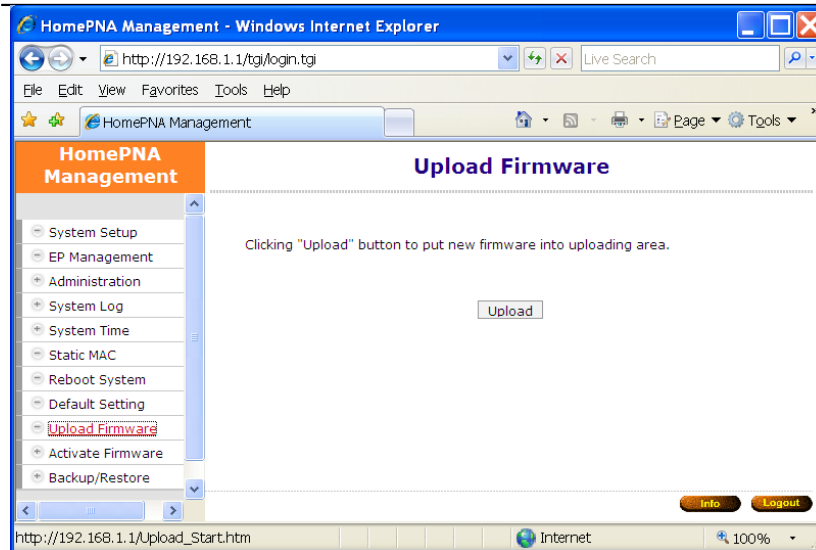 HomePNA Management - Windows Internet Explorer
http://192.168.1.1/tgi/login.tgi
Live Search
File Edit View Favorites Tools Help
HomePNA Management
Page Tools
HomePNA
Management
Upload Firmware
System Setup
EP Management
Administration
System Log
System Time
Static MAC
Reboot System
Default Setting
Upload Firmware
Activate Firmware
Backup/Restore
Clicking "Upload" button to put new firmware into uploading area.
Upload
Info Logout
http://192.168.1.1/Upload_Start.htm
Internet
100%